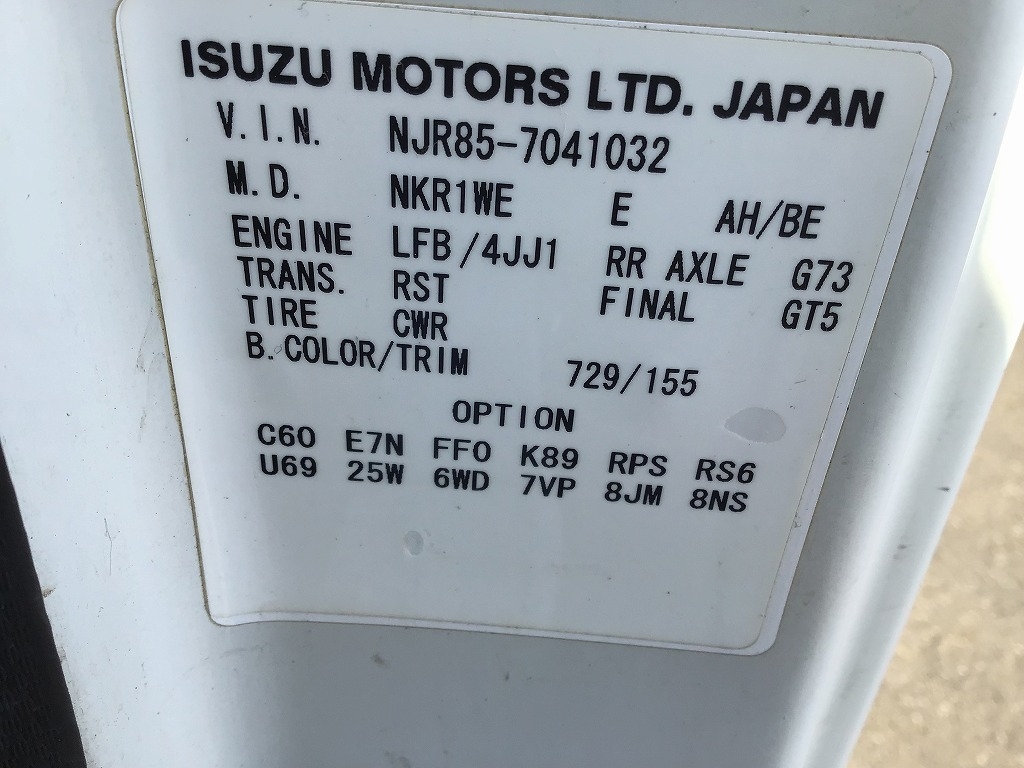 ISUZU MOTORS LTD. JAPAN
V.I.N. NJR85-7041032
M.D. NKR1WE E AH/BE
ENGINE LFB/4JJ1 RR AXLE G73
TRANS. RST FINAL GT5
TIRE CWR
B.COLOR/TRIM 729/155
OPTION
C60 E7N FFO K89 RPS RS6
U69 25W 6WD 7VP 8JM 8NS